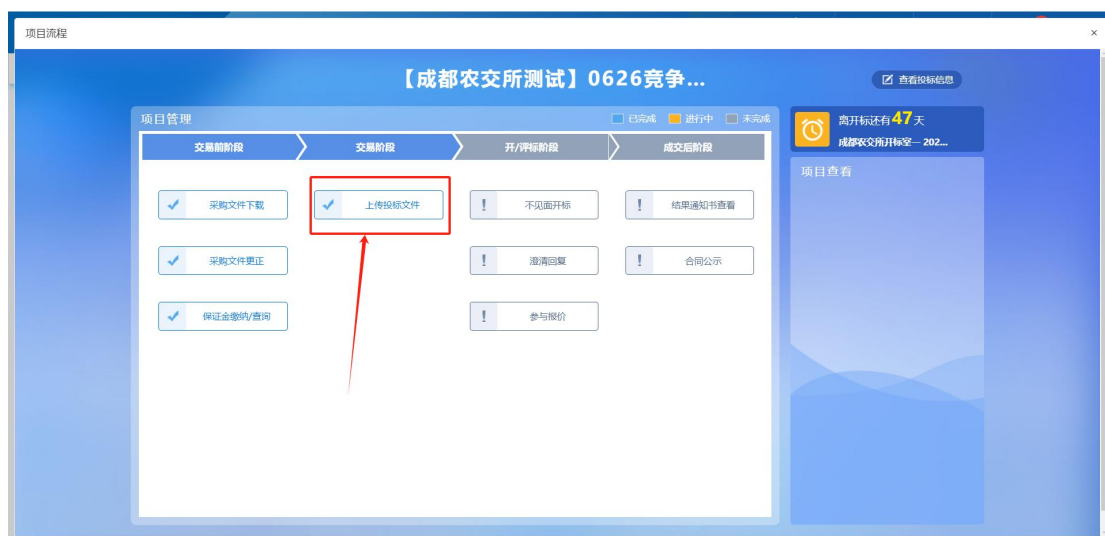 项目流程
×
【成都农交所测试】0626竞争...
查看投标信息
项目管理
已完成 进行中 未完成
离开标还有47天
成都农交所开标室— 202...
交易前阶段 交易阶段 开/评标阶段 成交后阶段
项目查看
采购文件下载 上传投标文件 不见面开标 结果通知书查看
采购文件更正 澄清回复 合同公示
保证金缴纳/查询 参与报价